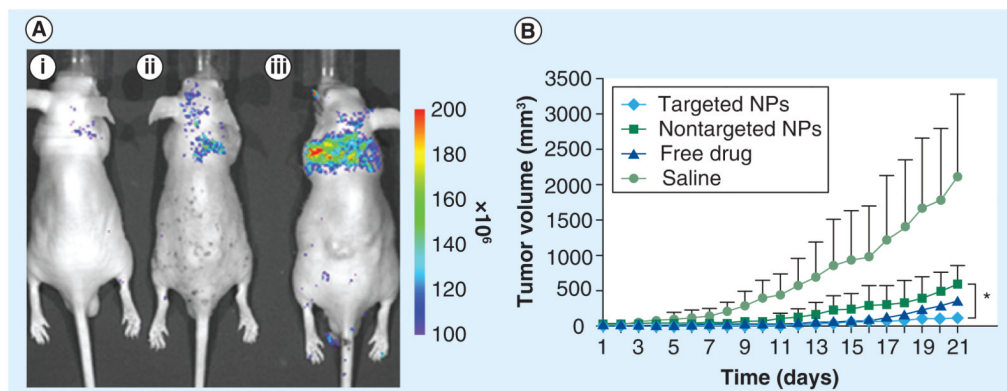 A
i
ii
iii
200
180
160
140
120
100
×10⁶
B
Tumor volume (mm³)
3500
3000
2500
2000
1500
1000
500
0
Targeted NPs
Nontargeted NPs
Free drug
Saline
*
1 3 5 7 9 11 13 15 17 19 21
Time (days)